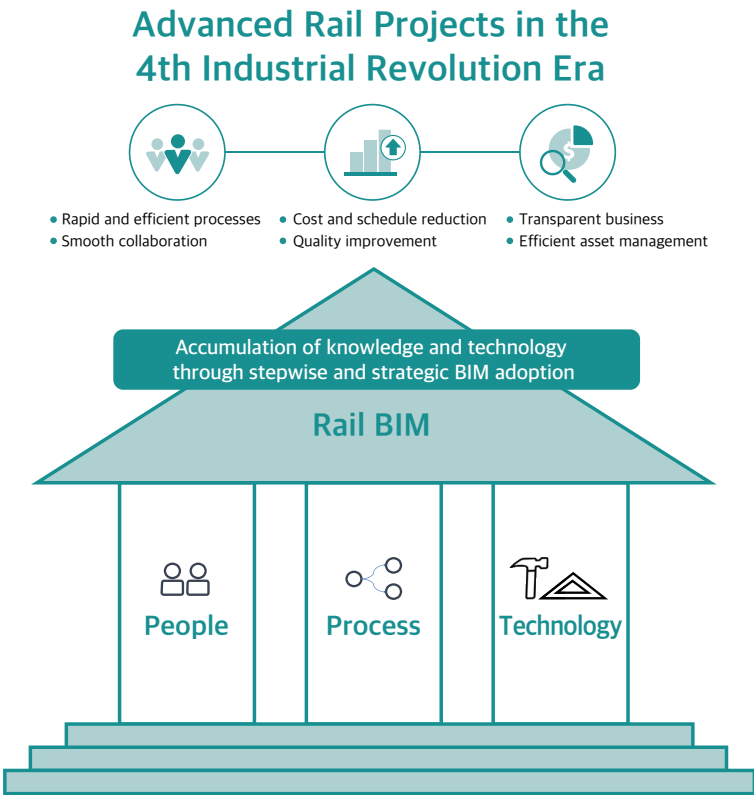 Advanced Rail Projects in the
4th Industrial Revolution Era
• Rapid and efficient processes
• Smooth collaboration
• Cost and schedule reduction
• Quality improvement
$
• Transparent business
• Efficient asset management
Accumulation of knowledge and technology
through stepwise and strategic BIM adoption
Rail BIM
People
Process
Technology